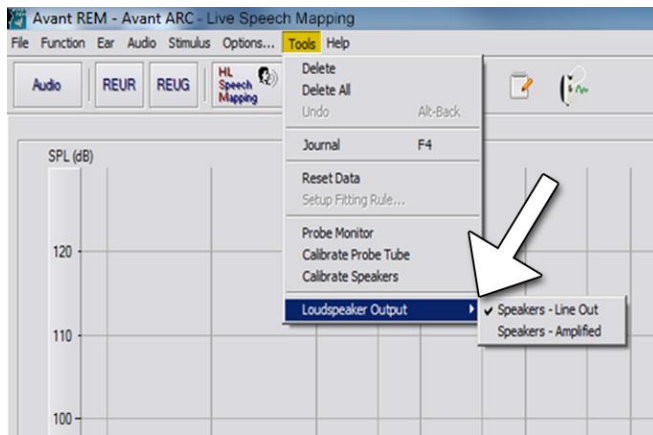 Avant REM - Avant ARC - Live Speech Mapping
File Function Ear Audio Stimulus Options... Tools Help
Audio REUR REUG HL Speech Mapping
Delete
Delete All
Undo Alt-Back
Journal F4
Reset Data
Setup Fitting Rule...
Probe Monitor
Calibrate Probe Tube
Calibrate Speakers
Loudspeaker Output
Speakers - Line Out
Speakers - Amplified
SPL (dB)
120
110
100